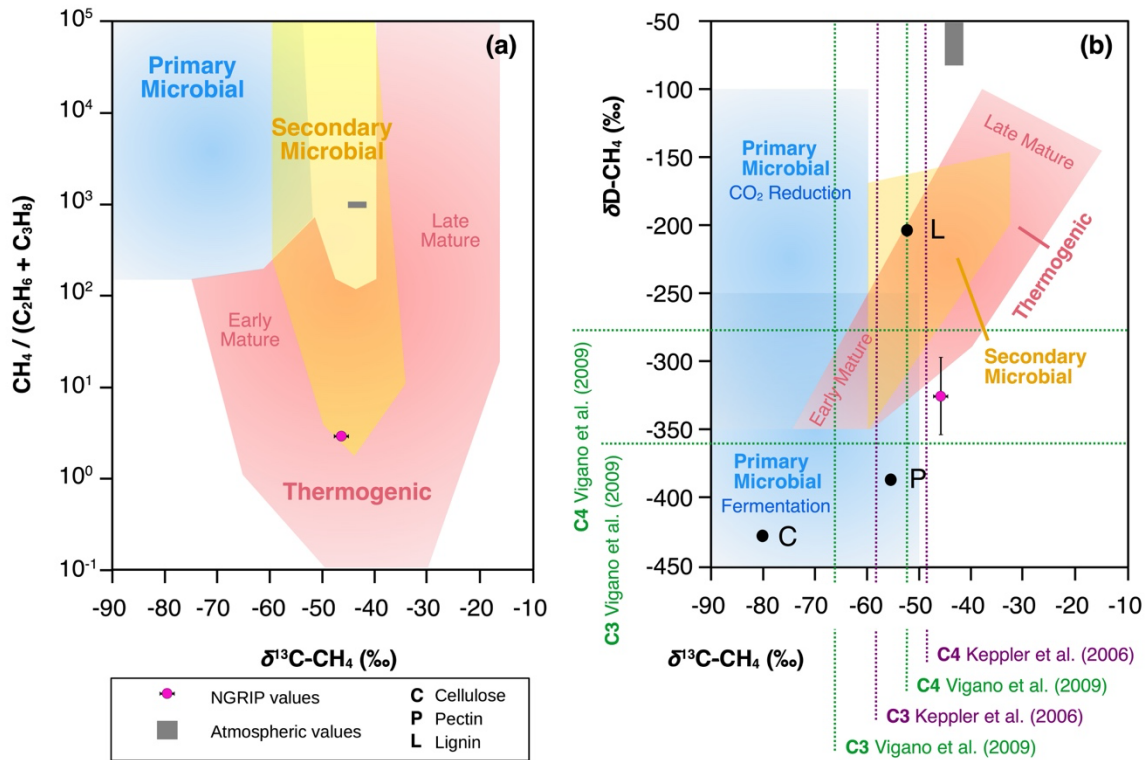 (a)
10⁵
10⁴
10³
10²
10¹
10⁰
10⁻¹
CH₄ / (C₂H₆ + C₃H₈)
Primary
Microbial
Secondary
Microbial
Late
Mature
Early
Mature
Thermogenic
-90 -80 -70 -60 -50 -40 -30 -20 -10
δ¹³C-CH₄ (‰)
NGRIP values
Atmospheric values
C Cellulose
P Pectin
L Lignin
(b)
-50
-100
-150
-200
-250
-300
-350
-400
-450
δD-CH₄ (‰)
Primary
Microbial
CO₂ Reduction
Late Mature
L
Thermogenic
Early Mature
Secondary
Microbial
Primary
Microbial
Fermentation
P
C
C4 Vigano et al. (2009)
C3 Vigano et al. (2009)
-90 -80 -70 -60 -50 -40 -30 -20 -10
δ¹³C-CH₄ (‰)
C4 Keppler et al. (2006)
C4 Vigano et al. (2009)
C3 Keppler et al. (2006)
C3 Vigano et al. (2009)